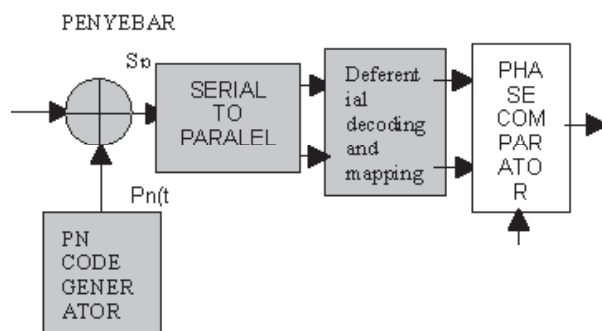 PENYEBAR
Sp
SERIAL
TO
PARALEL
Deferent
ial
decoding
and
mapping
PHA
SE
COM
PAR
ATO
R
Pn(t
PN
CODE
GENER
ATOR